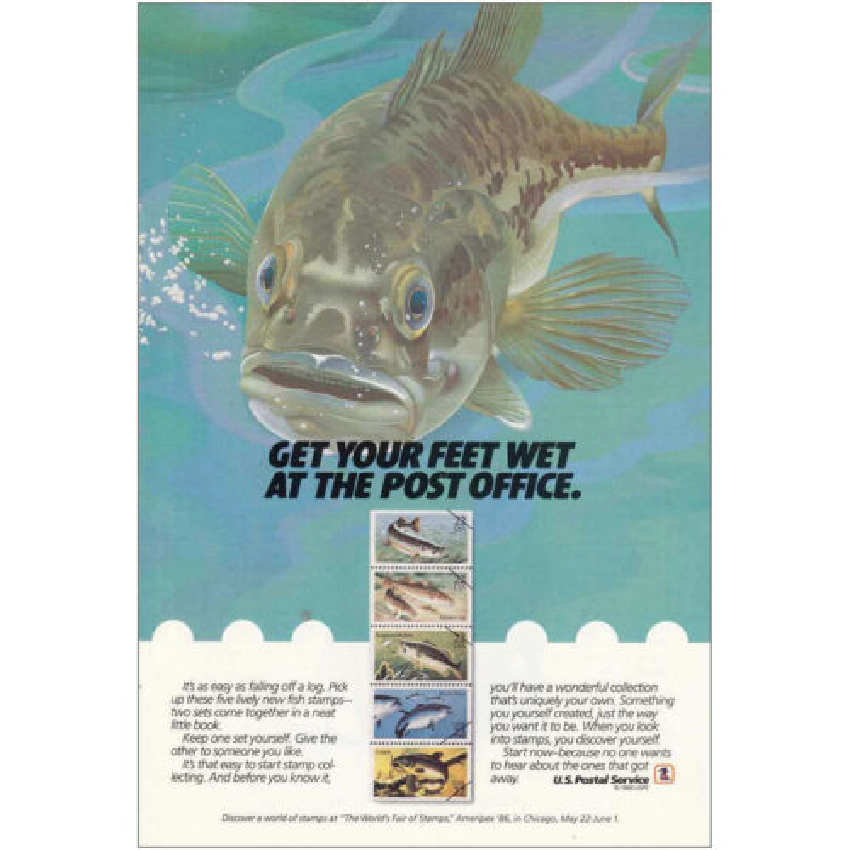 GET YOUR FEET WET
AT THE POST OFFICE.
It's as easy as falling off a log. Pick
up these five lively new fish stamps—
two sets come together in a neat
little book.
Keep one set yourself. Give the
other to someone you like.
It's that easy to start stamp col-
lecting. And before you know it,
you'll have a wonderful collection
that's uniquely your own. Something
you yourself created, just the way
you want it to be. When you look
into stamps, you discover yourself.
Start now—because no one wants
to hear about the ones that got
away.
U.S. Postal Service
Discover a world of stamps at "The World's Fair of Stamps," Ameripex '86, in Chicago, May 22-June 1.